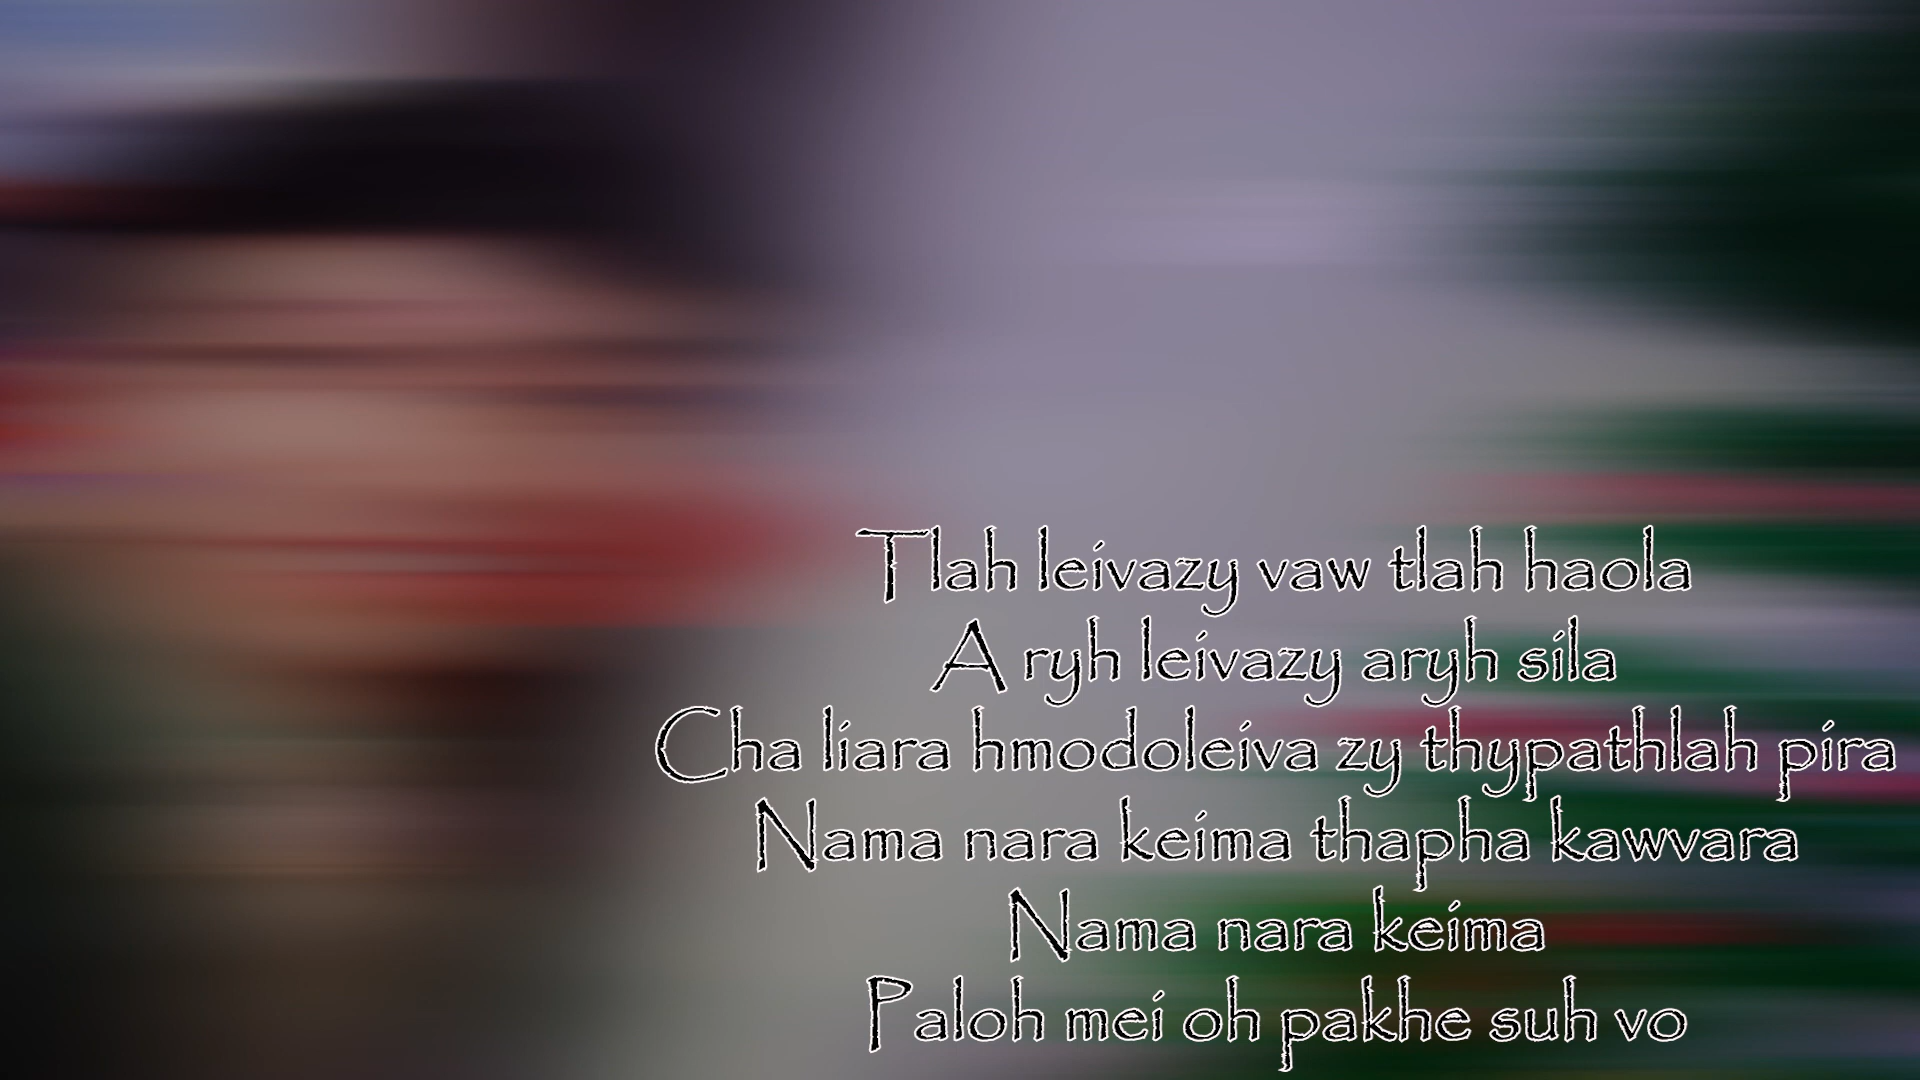 Tlah leivazy vaw tlah haola
A ryh leivazy aryh sila
Cha liara hmodoleiva zy thypathlah pira
Nama nara keima thapha kawvara
Nama nara keima
Paloh mei oh pakhe suh vo